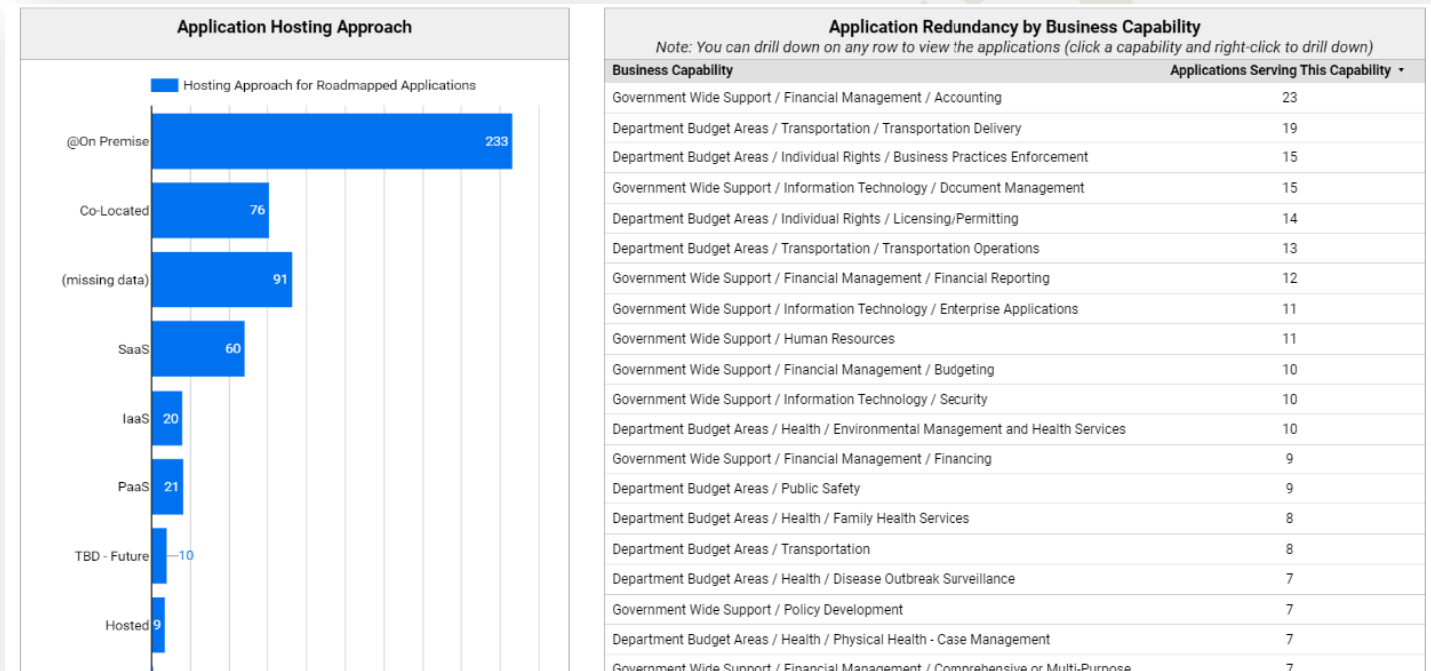 Application Hosting Approach
Hosting Approach for Roadmapped Applications
@On Premise 233
Co-Located 76
(missing data) 91
SaaS 60
IaaS 20
PaaS 21
TBD - Future 10
Hosted 9
Application Redundancy by Business Capability
Note: You can drill down on any row to view the applications (click a capability and right-click to drill down)
Business Capability Applications Serving This Capability
Government Wide Support / Financial Management / Accounting 23
Department Budget Areas / Transportation / Transportation Delivery 19
Department Budget Areas / Individual Rights / Business Practices Enforcement 15
Government Wide Support / Information Technology / Document Management 15
Department Budget Areas / Individual Rights / Licensing/Permitting 14
Department Budget Areas / Transportation / Transportation Operations 13
Government Wide Support / Financial Management / Financial Reporting 12
Government Wide Support / Information Technology / Enterprise Applications 11
Government Wide Support / Human Resources 11
Government Wide Support / Financial Management / Budgeting 10
Government Wide Support / Information Technology / Security 10
Department Budget Areas / Health / Environmental Management and Health Services 10
Government Wide Support / Financial Management / Financing 9
Department Budget Areas / Public Safety 9
Department Budget Areas / Health / Family Health Services 8
Department Budget Areas / Transportation 8
Department Budget Areas / Health / Disease Outbreak Surveillance 7
Government Wide Support / Policy Development 7
Department Budget Areas / Health / Physical Health - Case Management 7
Government Wide Support / Financial Management / Comprehensive or Multi-Purpose 7